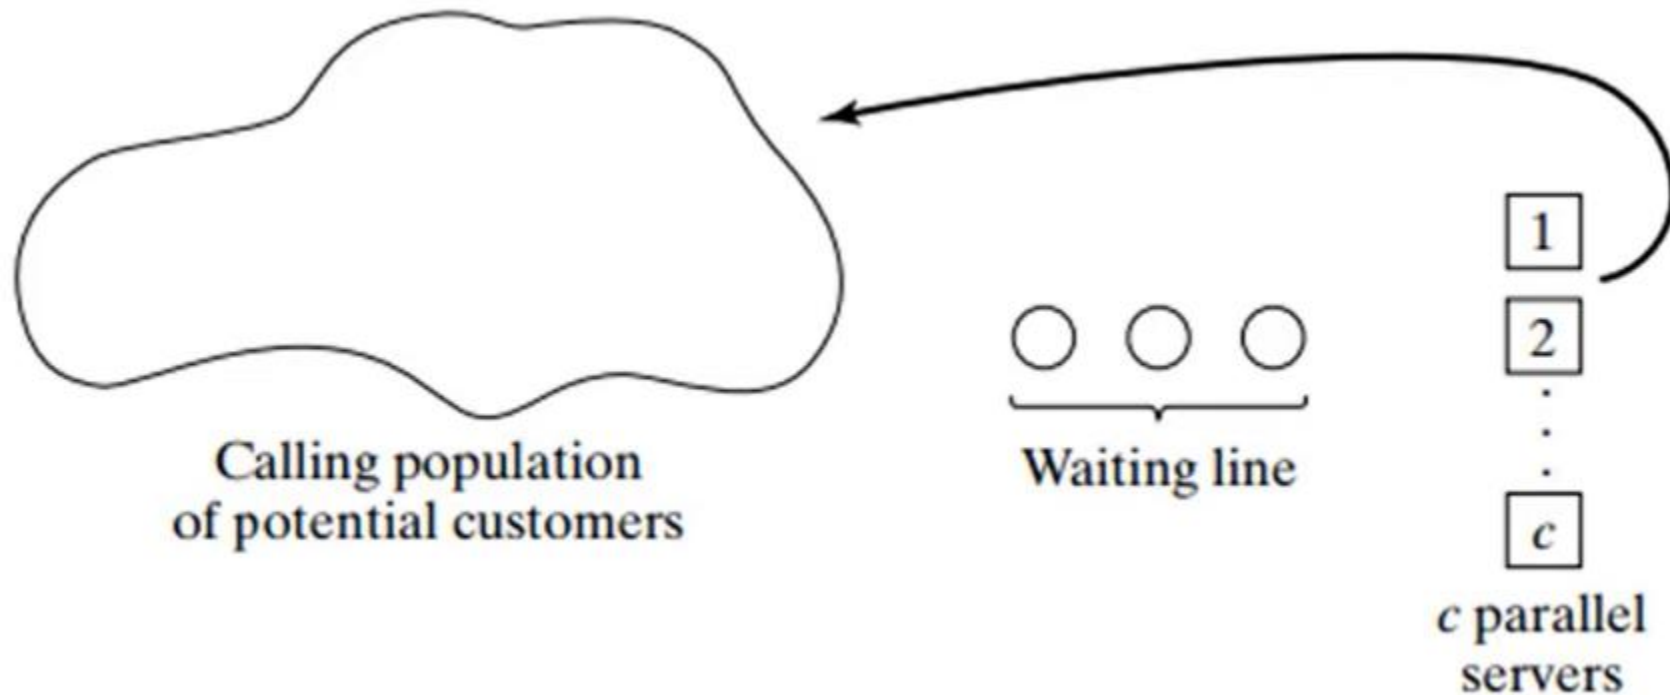 Calling population
of potential customers
Waiting line
1
2
c
c parallel
servers